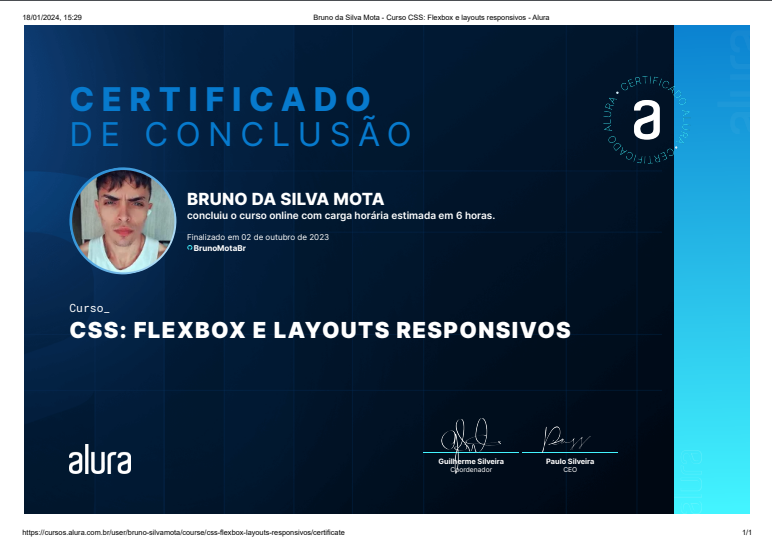 18/01/2024, 15:29
Bruno da Silva Mota - Curso CSS: Flexbox e layouts responsivos - Alura
CERTIFICADO
DE CONCLUSÃO
CERTIFICADO ALURA • CERTIFICADO ALURA •
a
alura
BRUNO DA SILVA MOTA
concluiu o curso online com carga horária estimada em 6 horas.
Finalizado em 02 de outubro de 2023
BrunoMotaBr
Curso_
CSS: FLEXBOX E LAYOUTS RESPONSIVOS
alura
Guilherme Silveira
Coordenador
Paulo Silveira
CEO
alura
https://cursos.alura.com.br/user/bruno-silvamota/course/css-flexbox-layouts-responsivos/certificate
1/1